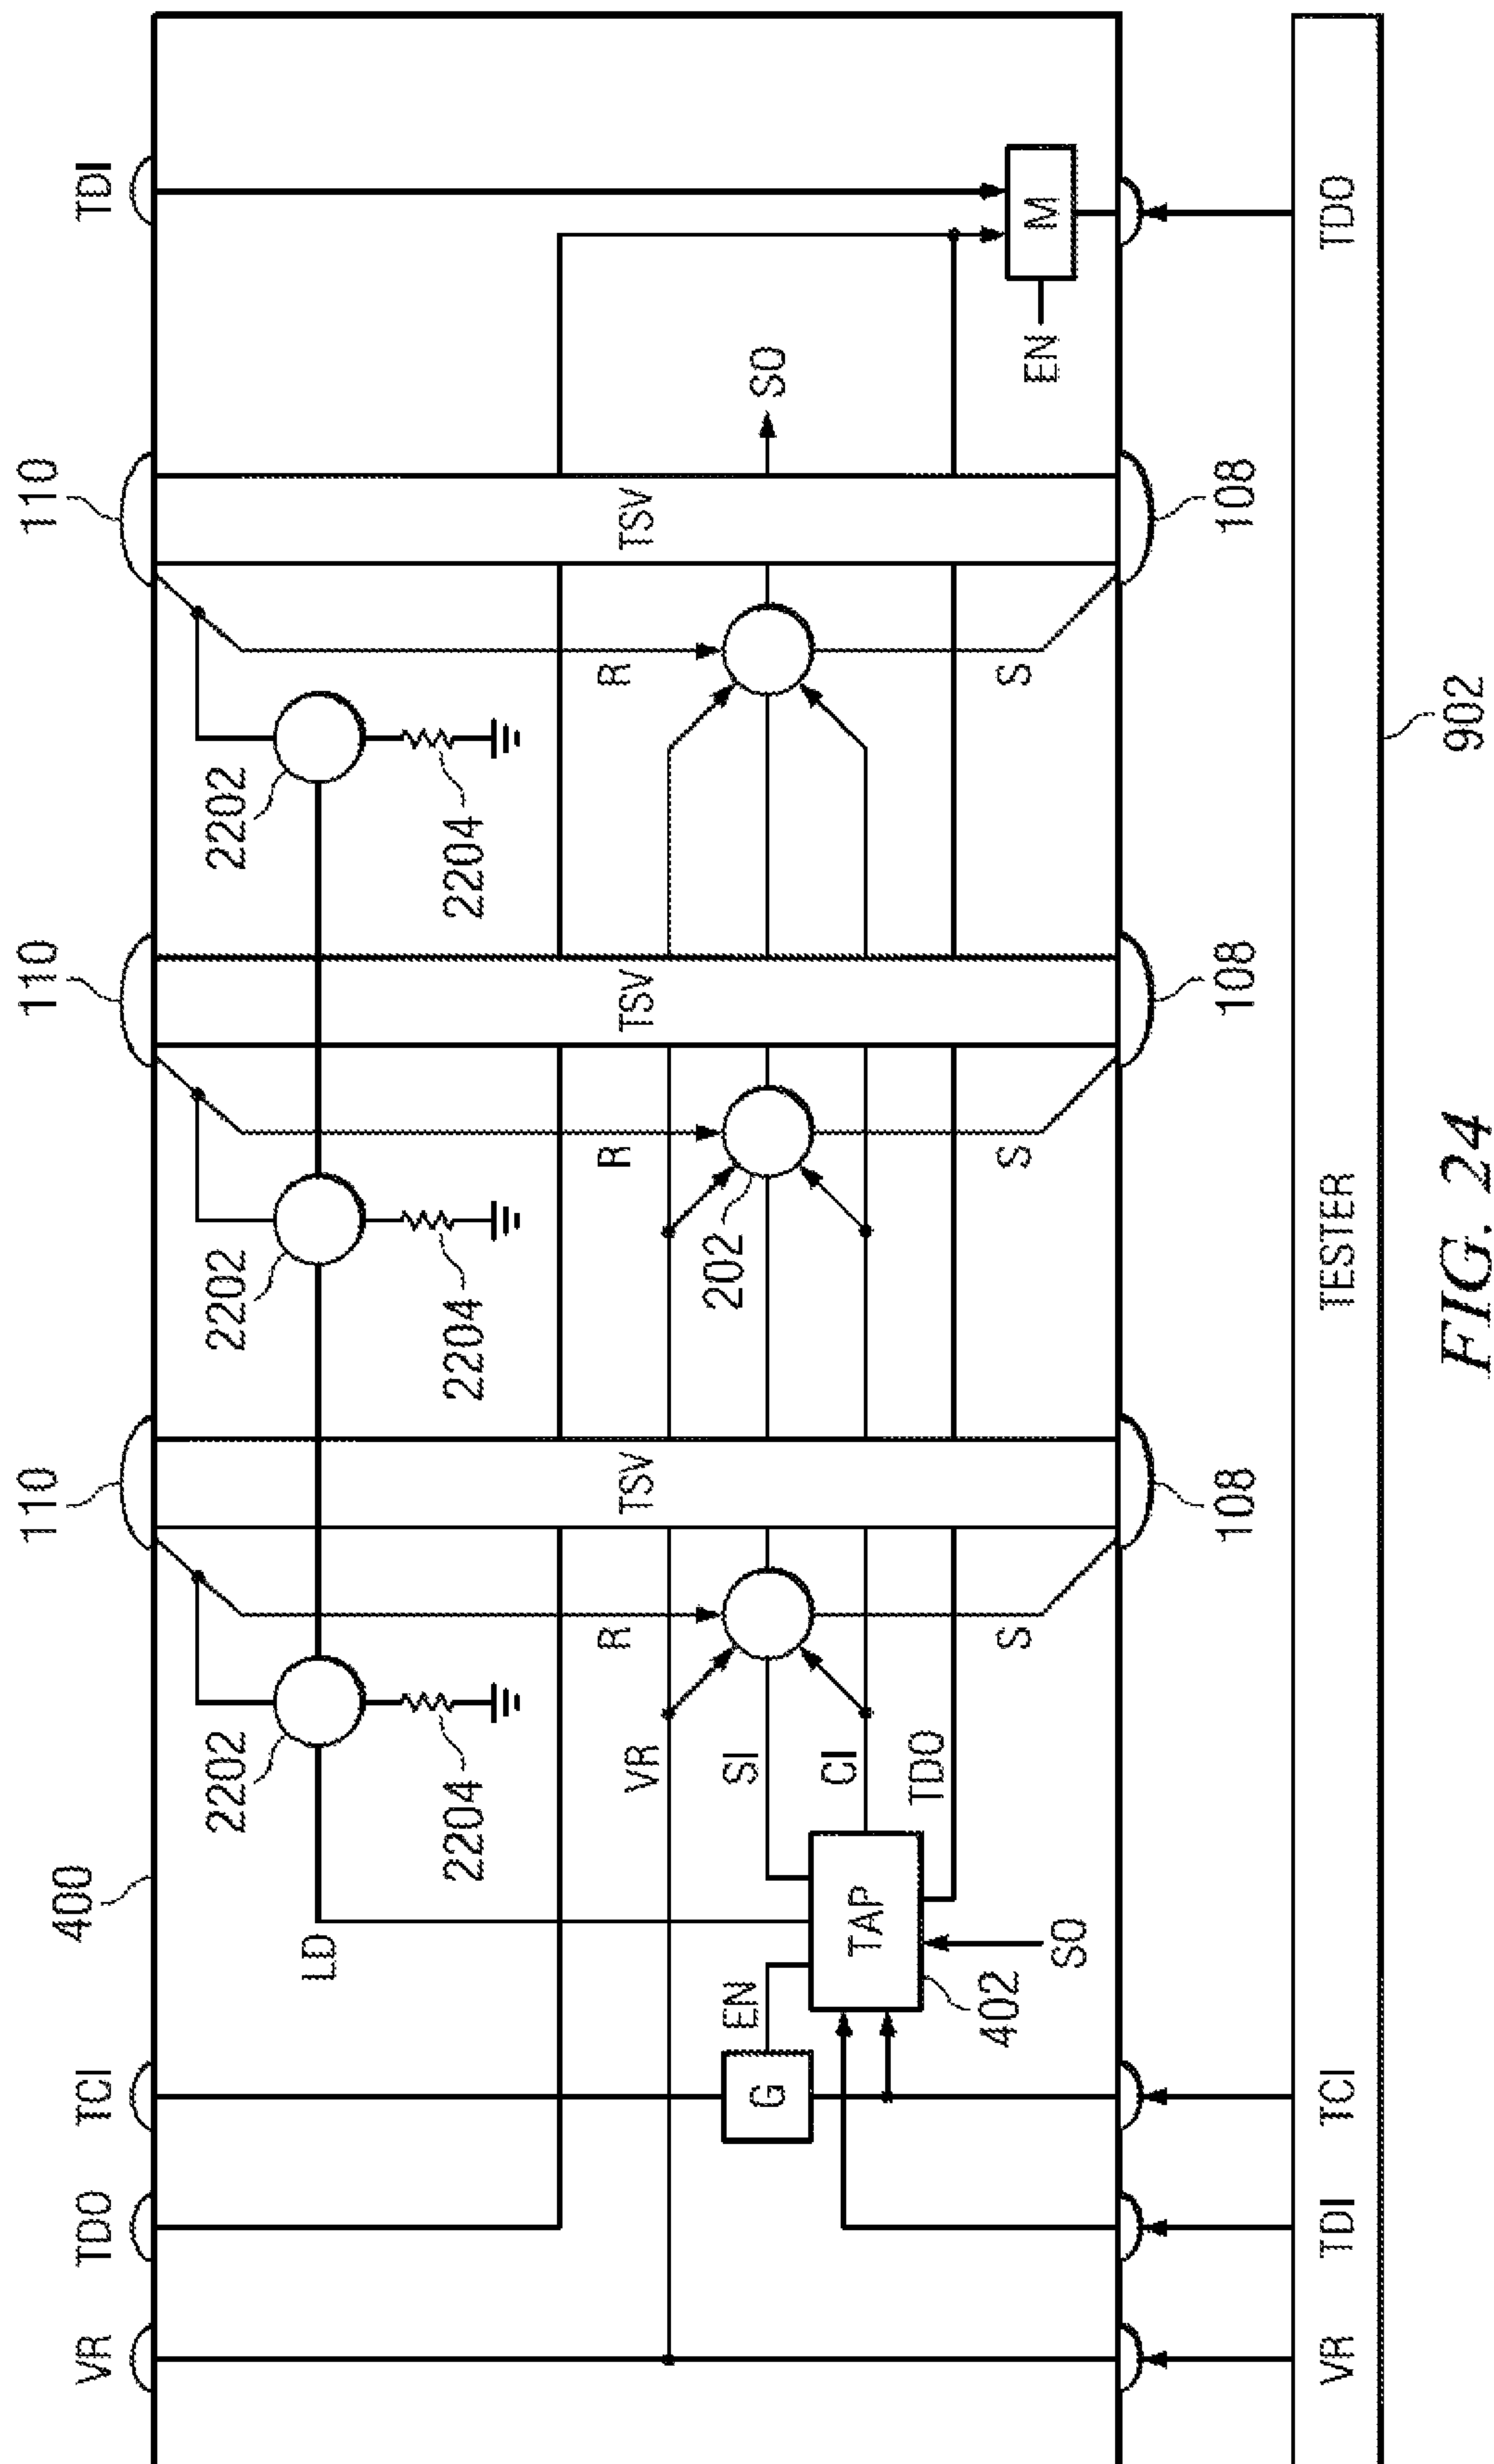 110 110 110
400
VR TDO TCI TDI
2202 2202 2202
LD
2204 2204 2204
R R R
VR TSV TSV TSV
202
EN SI
G SO
CI
TAP
TDO
402 S S S
EN M
SO
108 108 108
VR TDI TCI TESTER TDO
902
FIG. 24